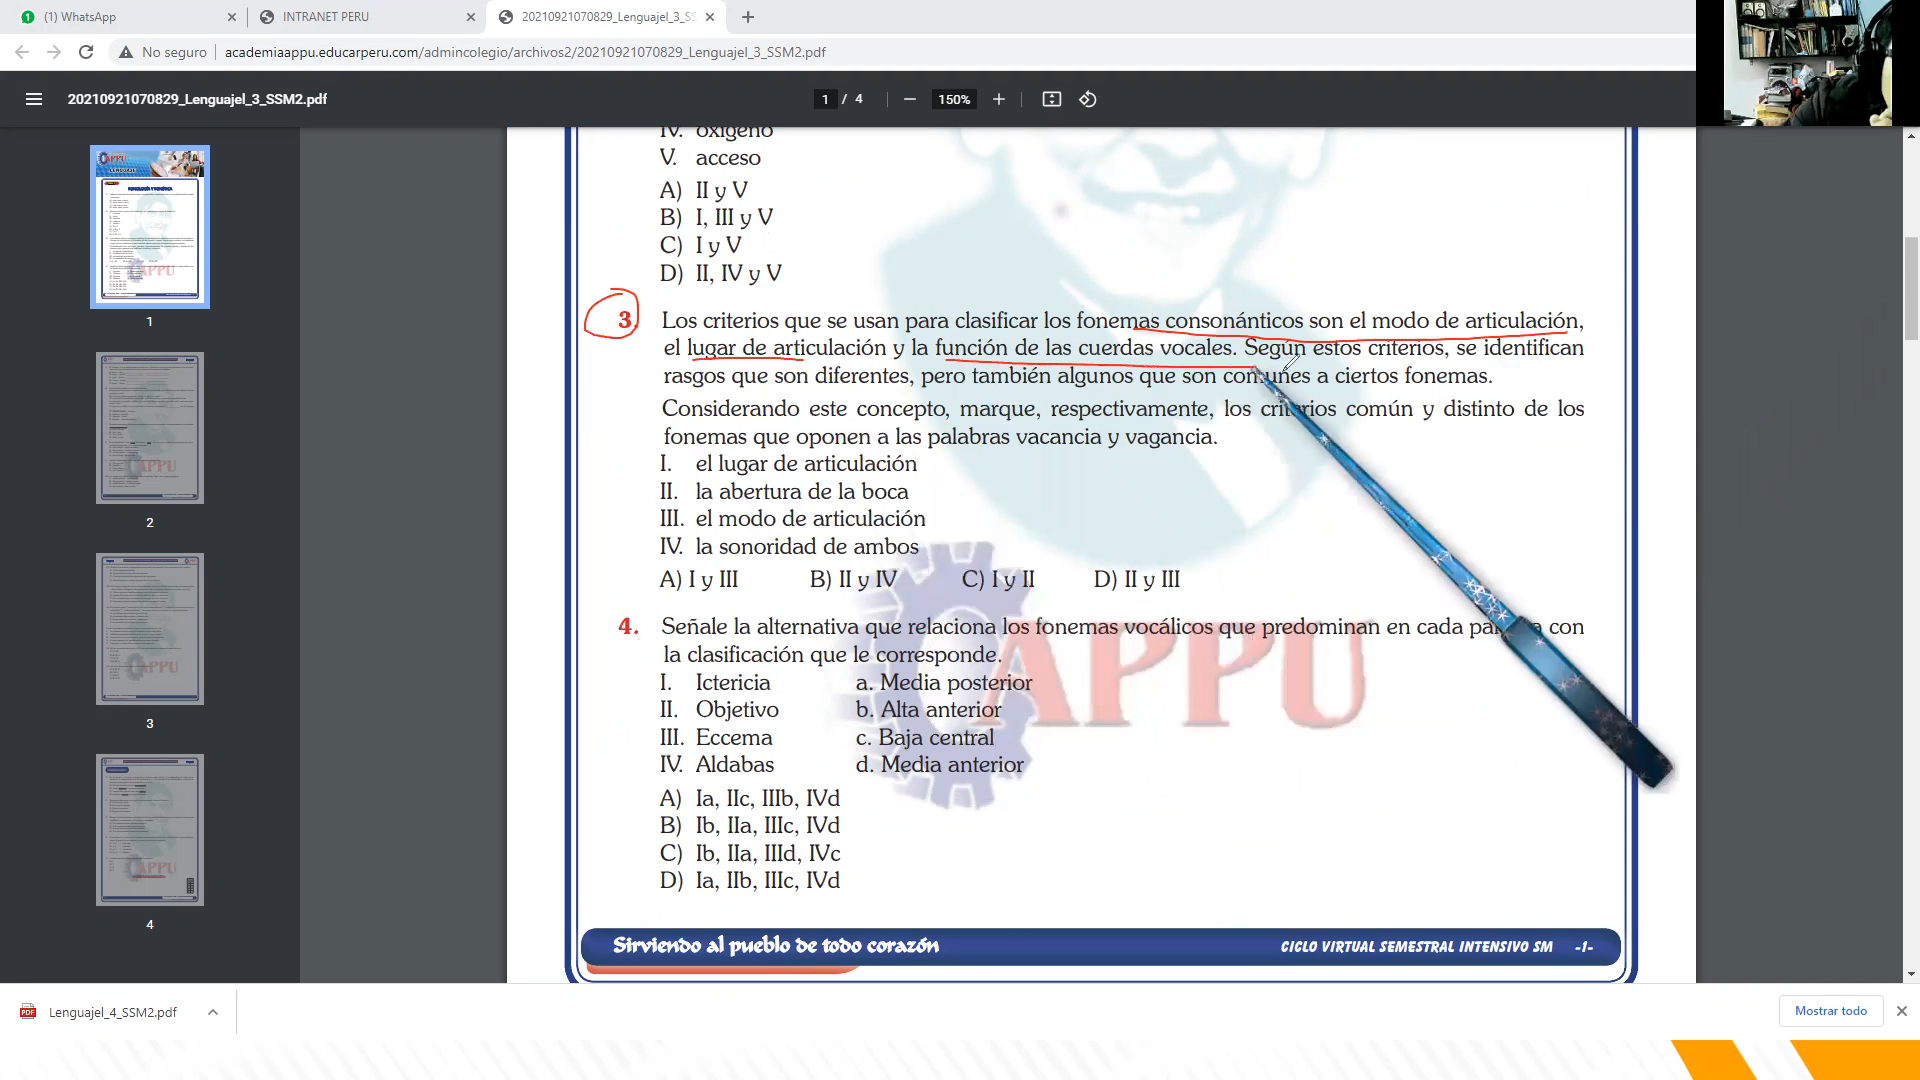 (1) WhatsApp
INTRANET PERU
20210921070829_Lenguajel_3_SS
No seguro
academiaappu.educarperu.com/admincolegio/archivos2/20210921070829_Lenguajel_3_SSM2.pdf
20210921070829_Lenguajel_3_SSM2.pdf
1 / 4
150%
IV. oxígeno
V. acceso
A) II y V
B) I, III y V
C) I y V
D) II, IV y V
3. Los criterios que se usan para clasificar los fonemas consonánticos son el modo de articulación,
el lugar de articulación y la función de las cuerdas vocales. Según estos criterios, se identifican
rasgos que son diferentes, pero también algunos que son comunes a ciertos fonemas.
Considerando este concepto, marque, respectivamente, los criterios común y distinto de los
fonemas que oponen a las palabras vacancia y vagancia.
I. el lugar de articulación
II. la abertura de la boca
III. el modo de articulación
IV. la sonoridad de ambos
A) I y III B) II y IV C) I y II D) II y III
4. Señale la alternativa que relaciona los fonemas vocálicos que predominan en cada palabra con
la clasificación que le corresponde.
I. Ictericia a. Media posterior
II. Objetivo b. Alta anterior
III. Eccema c. Baja central
IV. Aldabas d. Media anterior
A) Ia, IIc, IIIb, IVd
B) Ib, IIa, IIIc, IVd
C) Ib, IIa, IIId, IVc
D) Ia, IIb, IIIc, IVd
APPU
Sirviendo al pueblo de todo corazón
CICLO VIRTUAL SEMESTRAL INTENSIVO SM -1-
1
2
3
4
Lenguajel_4_SSM2.pdf
Mostrar todo